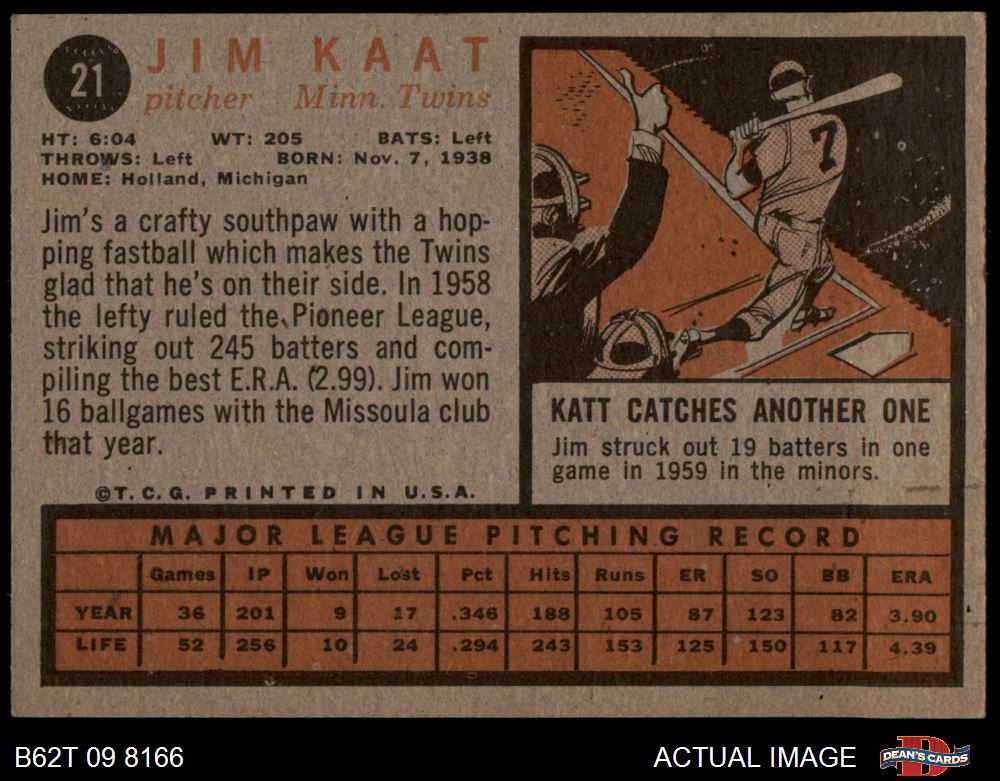 21
JIM KAAT
pitcher Minn. Twins
HT: 6:04 WT: 205 BATS: Left
THROWS: Left BORN: Nov. 7, 1938
HOME: Holland, Michigan
Jim's a crafty southpaw with a hop-
ping fastball which makes the Twins
glad that he's on their side. In 1958
the lefty ruled the Pioneer League,
striking out 245 batters and com-
piling the best E.R.A. (2.99). Jim won
16 ballgames with the Missoula club
that year.
©T.C.G. PRINTED IN U.S.A.
7
KATT CATCHES ANOTHER ONE
Jim struck out 19 batters in one
game in 1959 in the minors.
MAJOR LEAGUE PITCHING RECORD
Games IP Won Lost Pct Hits Runs ER SO BB ERA
YEAR 36 201 9 17 .346 188 105 87 123 82 3.90
LIFE 52 256 10 24 .294 243 153 125 150 117 4.39
B62T 09 8166 ACTUAL IMAGE DEAN'S CARDS